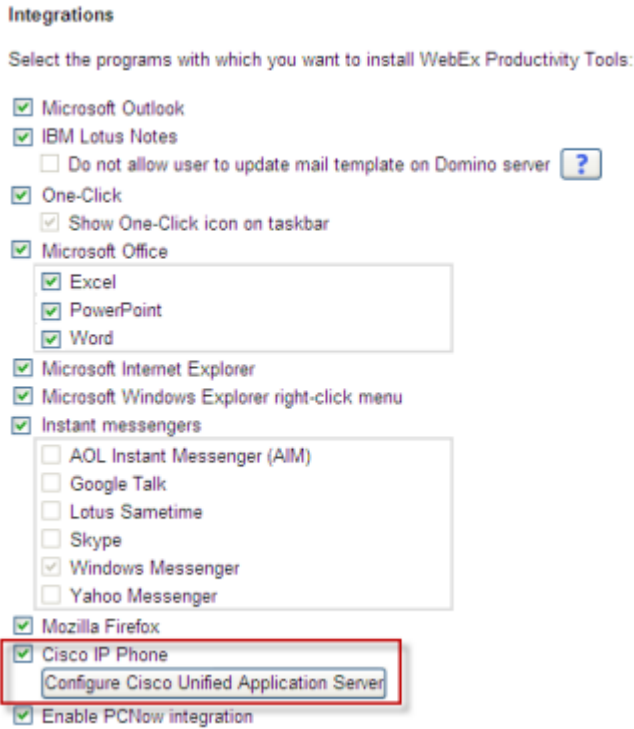 Integrations
Select the programs with which you want to install WebEx Productivity Tools:
Microsoft Outlook
IBM Lotus Notes
Do not allow user to update mail template on Domino server ?
One-Click
Show One-Click icon on taskbar
Microsoft Office
Excel
PowerPoint
Word
Microsoft Internet Explorer
Microsoft Windows Explorer right-click menu
Instant messengers
AOL Instant Messenger (AIM)
Google Talk
Lotus Sametime
Skype
Windows Messenger
Yahoo Messenger
Mozilla Firefox
Cisco IP Phone
Configure Cisco Unified Application Server
Enable PCNow integration